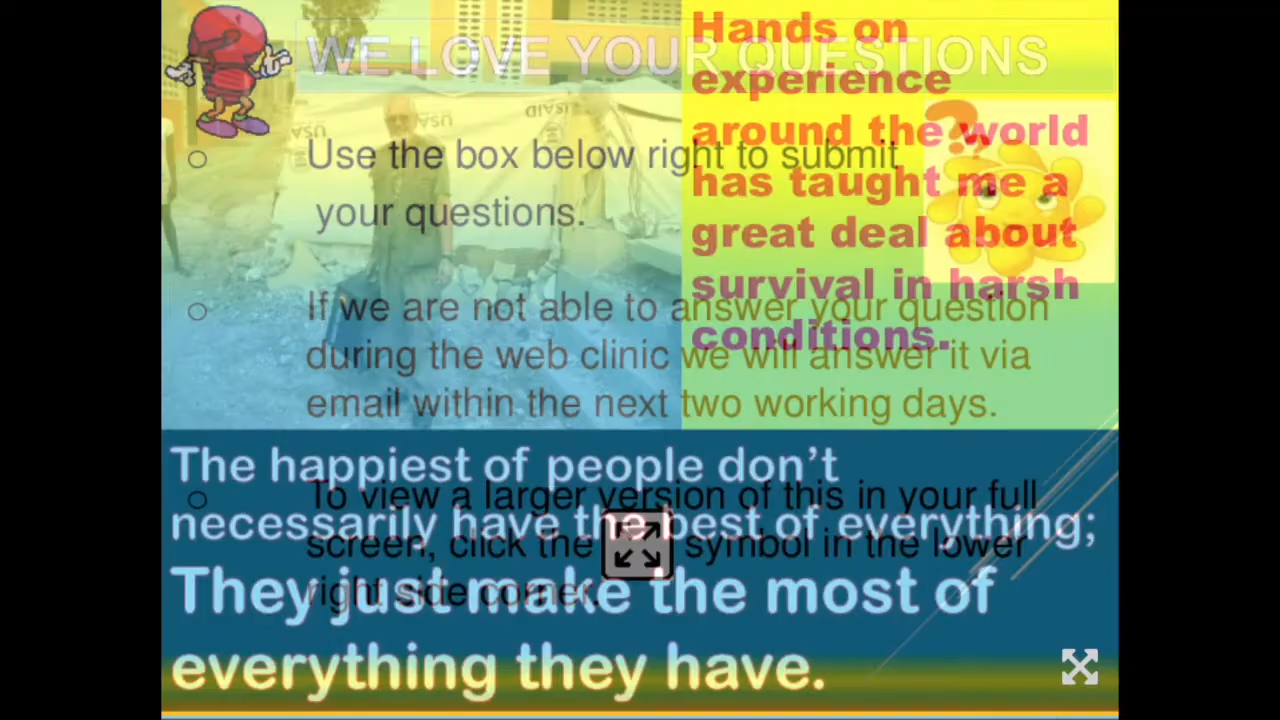 WE LOVE YOUR QUESTIONS
Use the box below right to submit
your questions.
If we are not able to answer your question
during the web clinic we will answer it via
email within the next two working days.
To view a larger version of this in your full
screen, click the symbol in the lower
right side corner.
Hands on
experience
around the world
has taught me a
great deal about
survival in harsh
conditions.
USAID
The happiest of people don't
necessarily have the best of everything;
They just make the most of
everything they have.